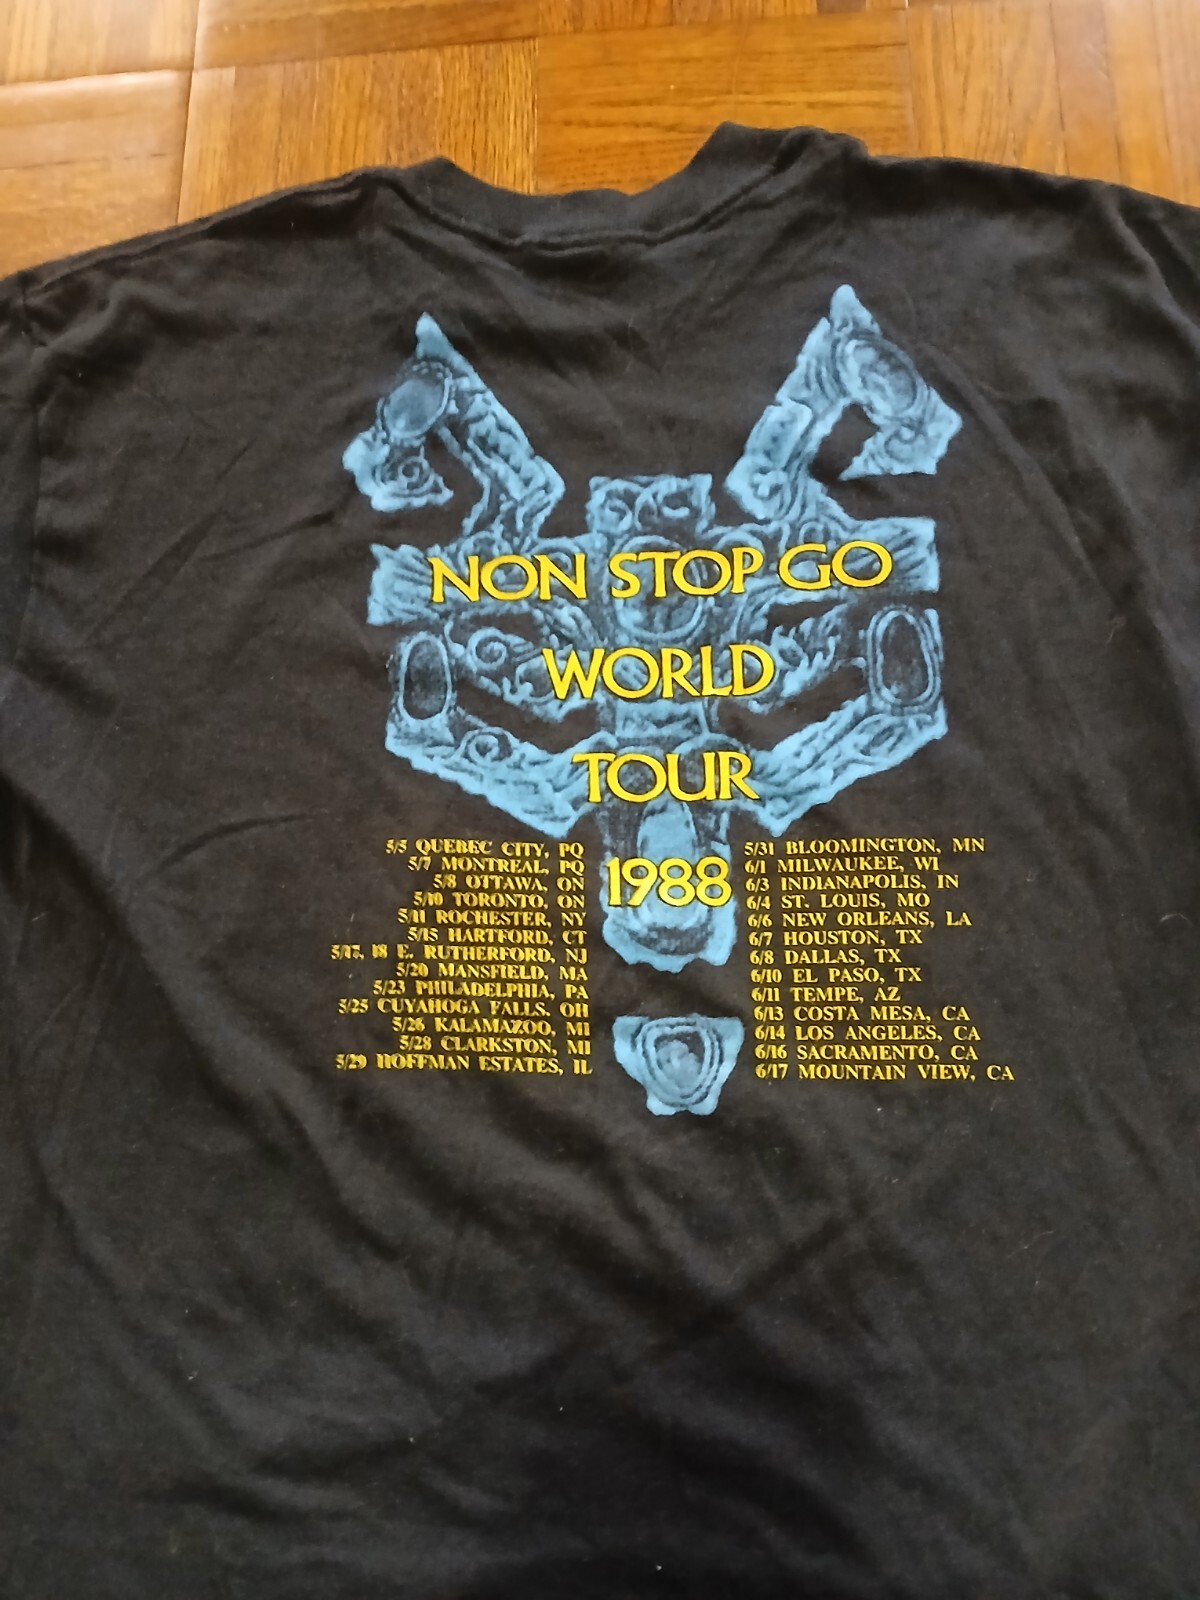 NON STOP GO
WORLD
TOUR
1988
5/5 QUEBEC CITY, PQ
5/7 MONTREAL, PQ
5/8 OTTAWA, ON
5/10 TORONTO, ON
5/11 ROCHESTER, NY
5/15 HARTFORD, CT
5/17, 18 E. RUTHERFORD, NJ
5/20 MANSFIELD, MA
5/23 PHILADELPHIA, PA
5/25 CUYAHOGA FALLS. OH
5/26 KALAMAZOO, MI
5/28 CLARKSTON, MI
5/29 HOFFMAN ESTATES, IL
5/31 BLOOMINGTON, MN
6/1 MILWAUKEE, WI
6/3 INDIANAPOLIS, IN
6/4 ST. LOUIS, MO
6/6 NEW ORLEANS, LA
6/7 HOUSTON, TX
6/8 DALLAS, TX
6/10 EL PASO, TX
6/11 TEMPE, AZ
6/13 COSTA MESA, CA
6/14 LOS ANGELES, CA
6/16 SACRAMENTO, CA
6/17 MOUNTAIN VIEW, CA